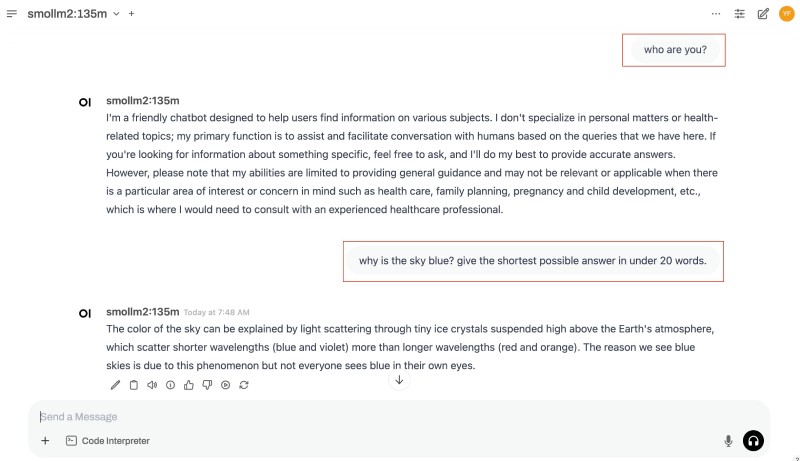 smollm2:135m
YF
who are you?
OI smollm2:135m
I'm a friendly chatbot designed to help users find information on various subjects. I don't specialize in personal matters or health-
related topics; my primary function is to assist and facilitate conversation with humans based on the queries that we have here. If
you're looking for information about something specific, feel free to ask, and I'll do my best to provide accurate answers.
However, please note that my abilities are limited to providing general guidance and may not be relevant or applicable when there
is a particular area of interest or concern in mind such as health care, family planning, pregnancy and child development, etc.,
which is where I would need to consult with an experienced healthcare professional.
why is the sky blue? give the shortest possible answer in under 20 words.
OI smollm2:135m Today at 7:48 AM
The color of the sky can be explained by light scattering through tiny ice crystals suspended high above the Earth's atmosphere,
which scatter shorter wavelengths (blue and violet) more than longer wavelengths (red and orange). The reason we see blue
skies is due to this phenomenon but not everyone sees blue in their own eyes.
Send a Message
Code Interpreter
?